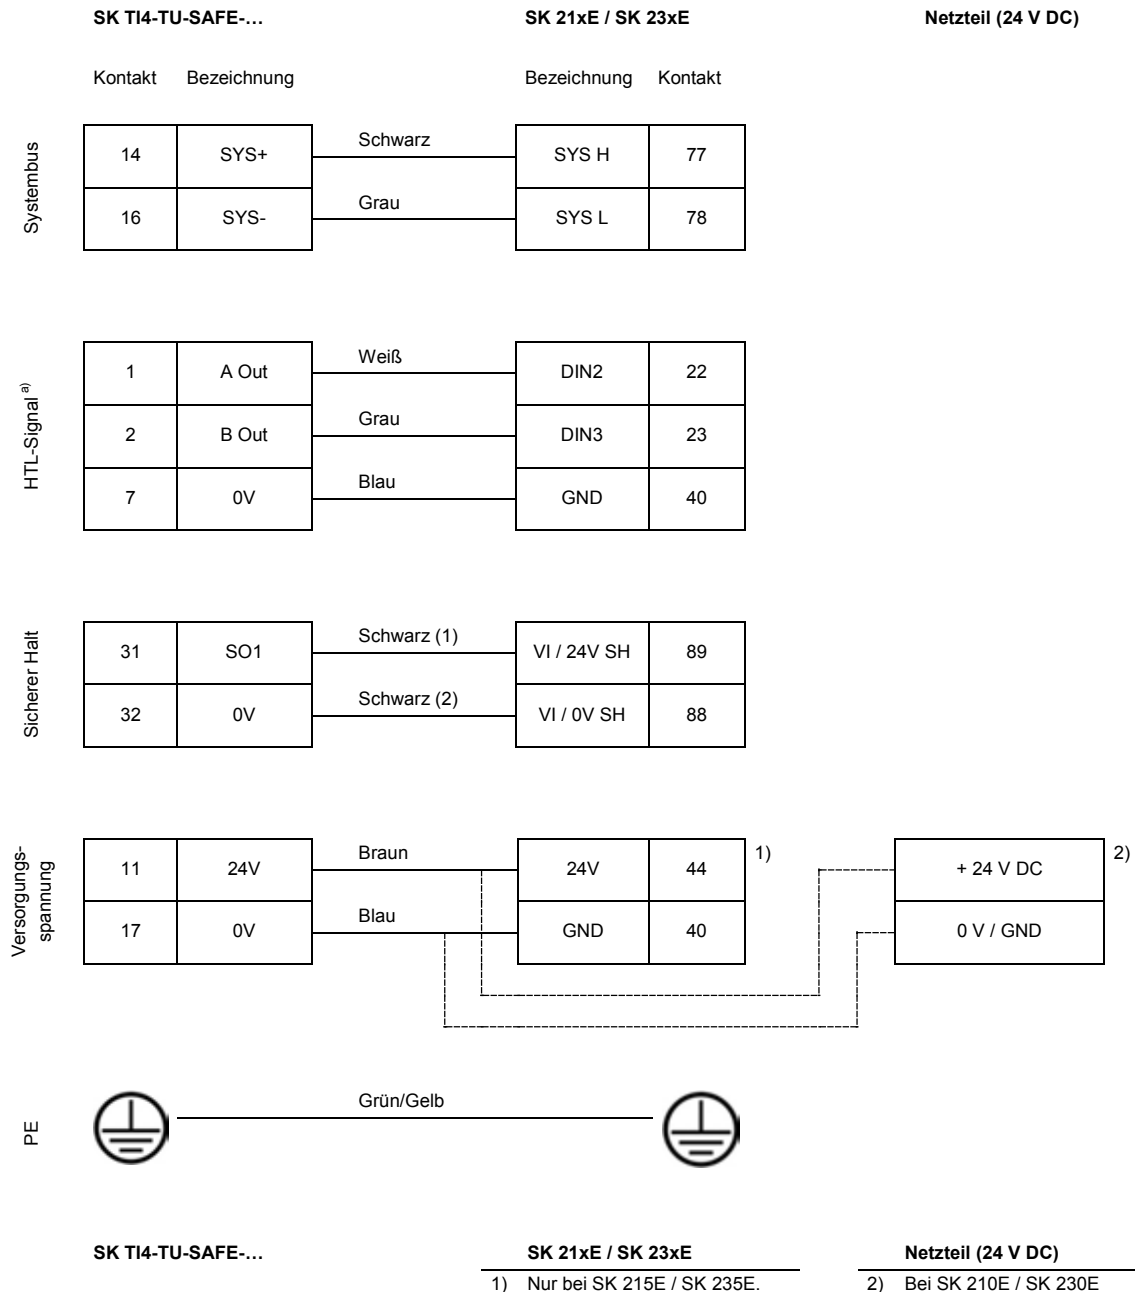 SK TI4-TU-SAFE-… SK 21xE / SK 23xE Netzteil (24 V DC)
Kontakt Bezeichnung Bezeichnung Kontakt
Systembus
14 SYS+ Schwarz SYS H 77
16 SYS- Grau SYS L 78
HTL-Signal a)
1 A Out Weiß DIN2 22
2 B Out Grau DIN3 23
7 0V Blau GND 40
Sicherer Halt
31 SO1 Schwarz (1) VI / 24V SH 89
32 0V Schwarz (2) VI / 0V SH 88
Versorgungs-
spannung
11 24V Braun 24V 44 1) + 24 V DC 2)
17 0V Blau GND 40 0 V / GND
PE
Grün/Gelb
SK TI4-TU-SAFE-… SK 21xE / SK 23xE Netzteil (24 V DC)
1) Nur bei SK 215E / SK 235E. 2) Bei SK 210E / SK 230E